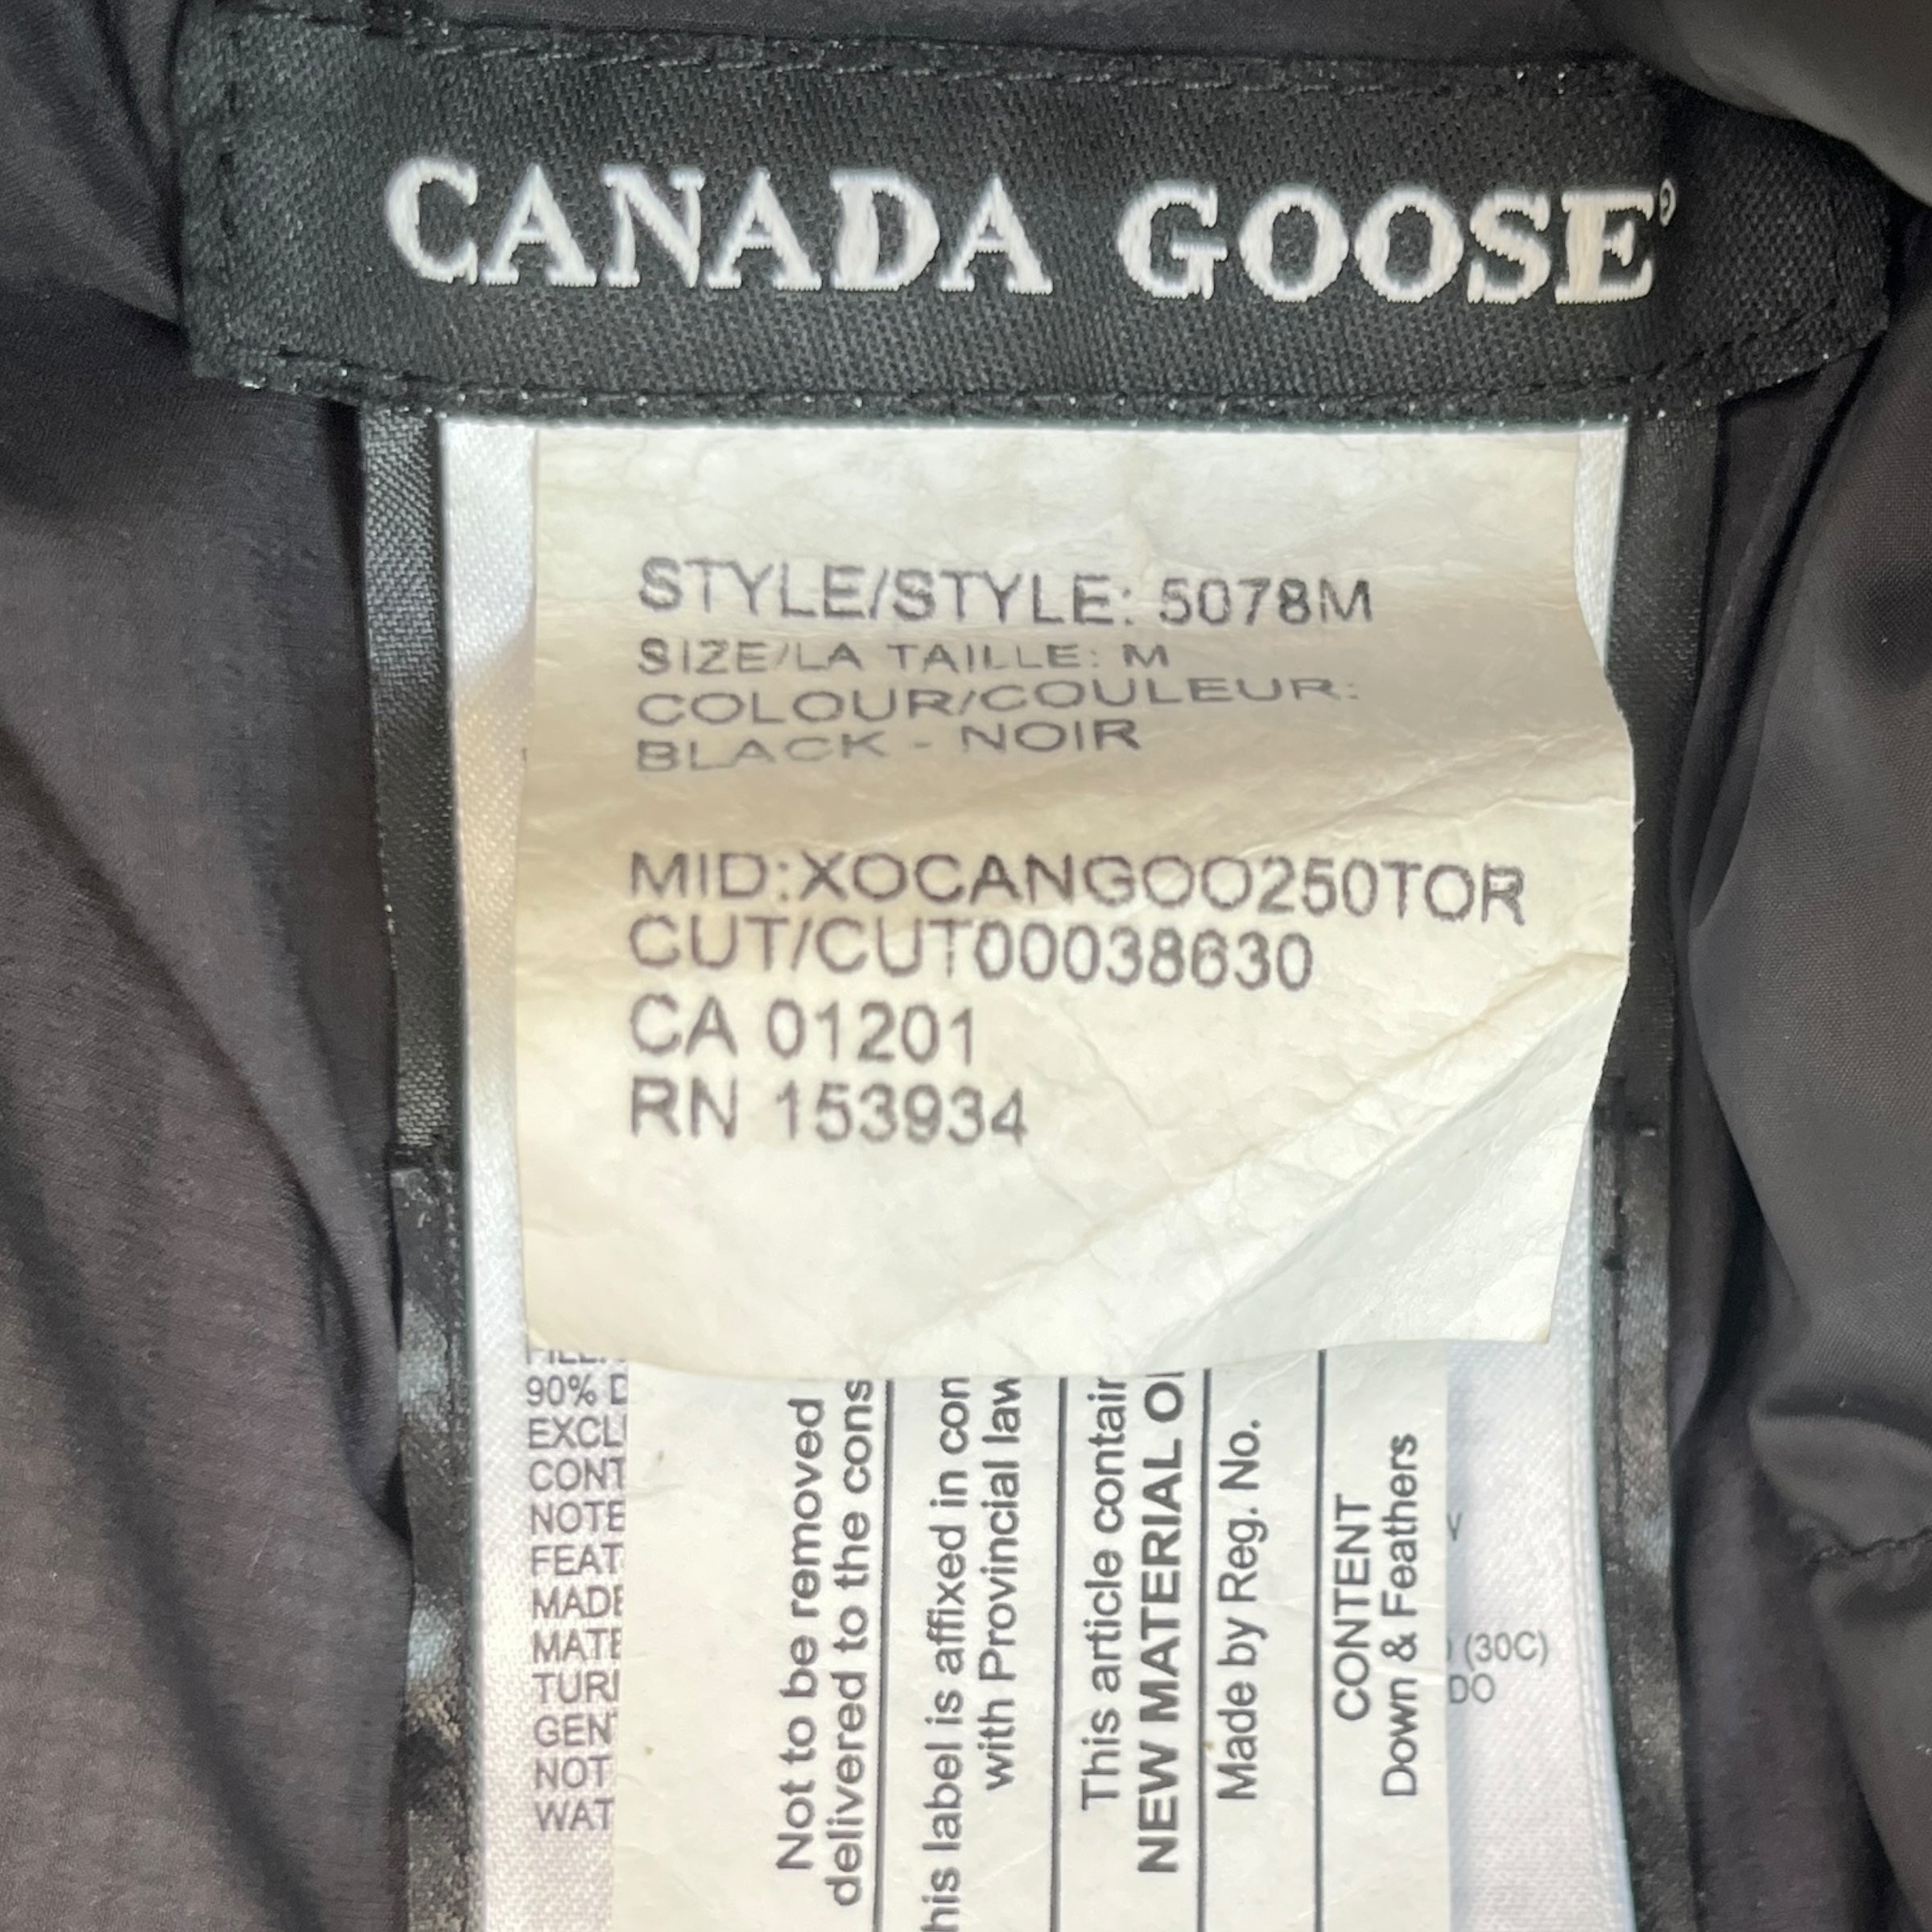 CANADA GOOSE®
STYLE/STYLE: 5078M
SIZE/LA TAILLE: M
COLOUR/COULEUR:
BLACK - NOIR
MID:XOCANGOO250TOR
CUT/CUT00038630
CA 01201
RN 153934
90% D
EXCL
CONT
NOTE
FEAT
MADE
MATE
TURI
GEN
NOT
WAT
Not to be removed
delivered to the cons
his label is affixed in con
with Provincial law
This article contair
NEW MATERIAL O
Made by Reg. No.
CONTENT
Down & Feathers
(30C)
DO